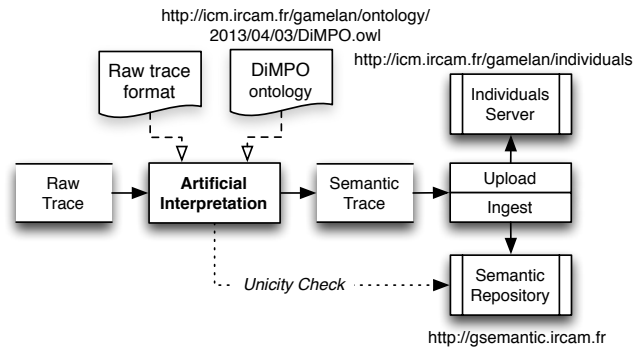 http://icm.ircam.fr/gamelan/ontology/
2013/04/03/DiMPO.owl
http://icm.ircam.fr/gamelan/individuals
Raw trace
format
DiMPO
ontology
Individuals
Server
Raw
Trace
Artificial
Interpretation
Semantic
Trace
Upload
Ingest
Unicity Check
Semantic
Repository
http://gsemantic.ircam.fr